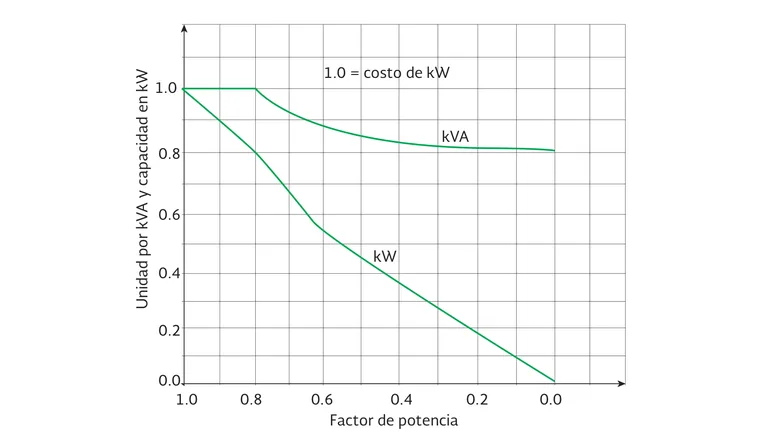 1.0 = costo de kW
Unidad por kVA y capacidad en kW
1.0
0.8
0.6
0.4
0.2
0.0
kVA
kW
1.0 0.8 0.6 0.4 0.2 0.0
Factor de potencia